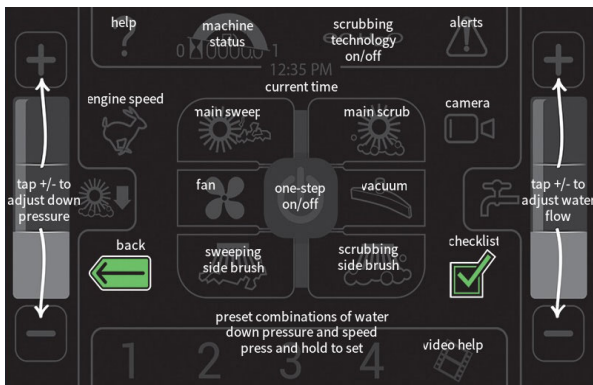 help
machine
status
scrubbing
technology
on/off
alerts
?
0
1
12:35 PM
current time
+
+
engine speed
main sweep
main scrub
camera
tap +/- to
adjust down
pressure
fan
one-step
on/off
vacuum
tap +/- to
adjust water
flow
back
sweeping
side brush
scrubbing
side brush
checklist
preset combinations of water
down pressure and speed
press and hold to set
video help
−
−
1 2 3 4